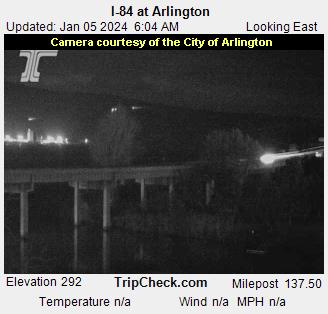 I-84 at Arlington
Updated: Jan 05 2024 6:04 AM Looking East
Camera courtesy of the City of Arlington
Elevation 292 TripCheck.com Milepost 137.50
Temperature n/a Wind n/a MPH n/a